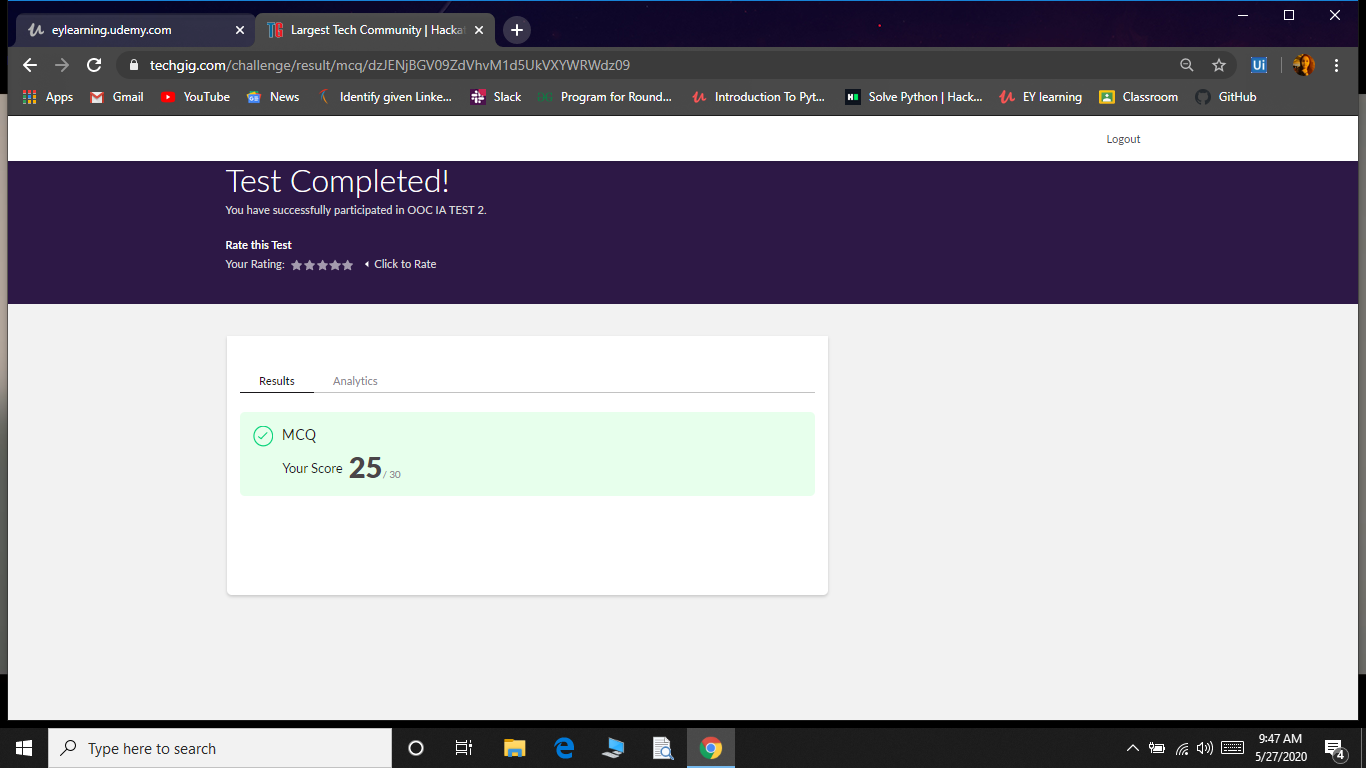 eylearning.udemy.com
Largest Tech Community | Hackat
techgig.com/challenge/result/mcq/dzJENjBGV09ZdVhvM1d5UkVXYWRWdz09
Ui
Apps Gmail YouTube News Identify given Linke... Slack Program for Round... Introduction To Pyt... Solve Python | Hack... EY learning Classroom GitHub
Logout
Test Completed!
You have successfully participated in OOC IA TEST 2.
Rate this Test
Your Rating: Click to Rate
Results Analytics
MCQ
Your Score 25 / 30
Type here to search
9:47 AM
5/27/2020
4